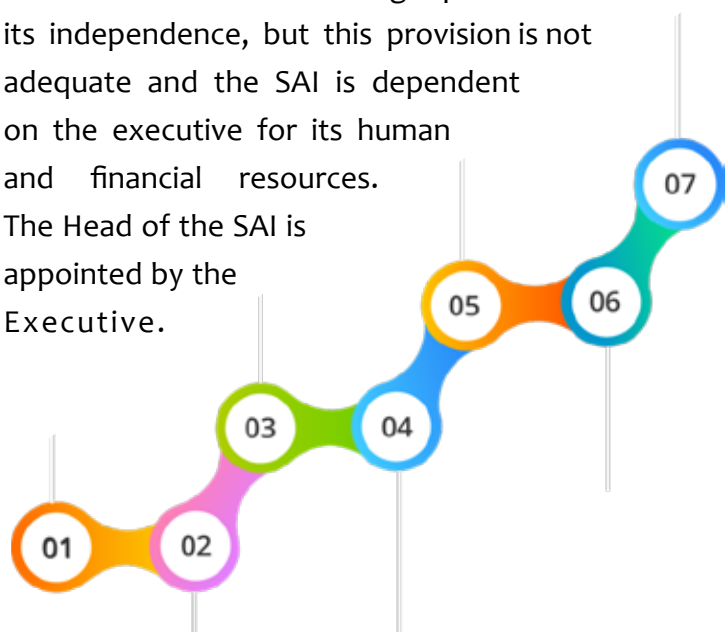 its independence, but this provision is not
adequate and the SAI is dependent
on the executive for its human
and financial resources.
The Head of the SAI is
appointed by the
Executive.
07
05
06
03
04
01
02